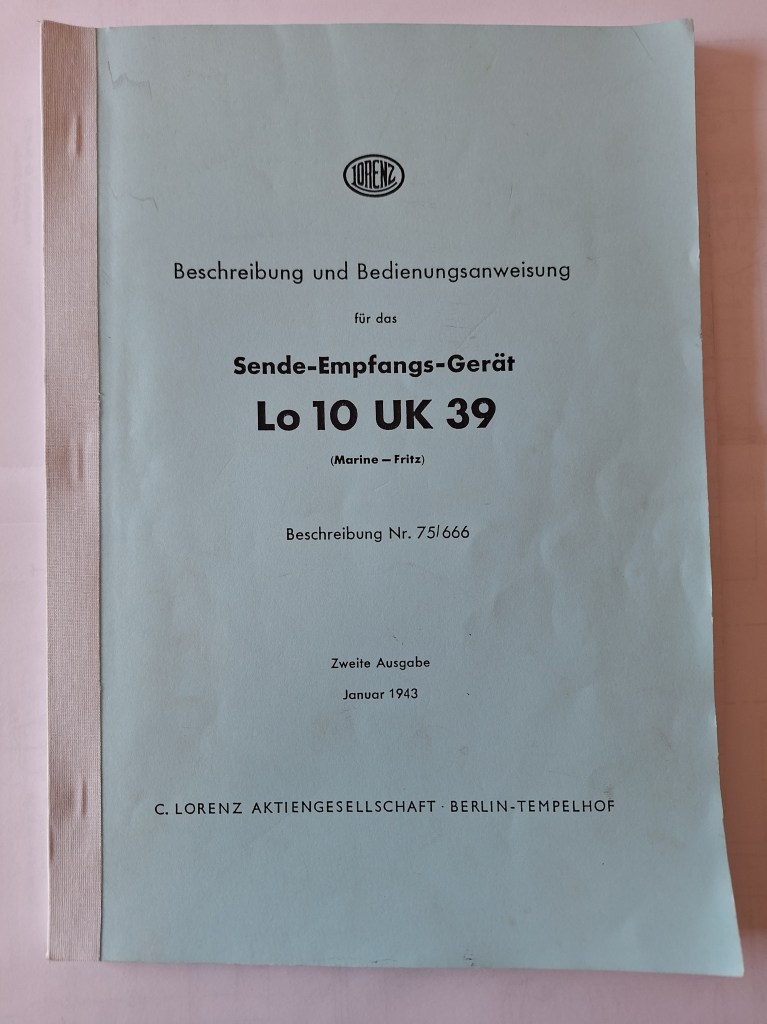 LORENZ
Beschreibung und Bedienungsanweisung
für das
Sende-Empfangs-Gerät
Lo 10 UK 39
(Marine – Fritz)
Beschreibung Nr. 75/666
Zweite Ausgabe
Januar 1943
C. LORENZ AKTIENGESELLSCHAFT · BERLIN-TEMPELHOF